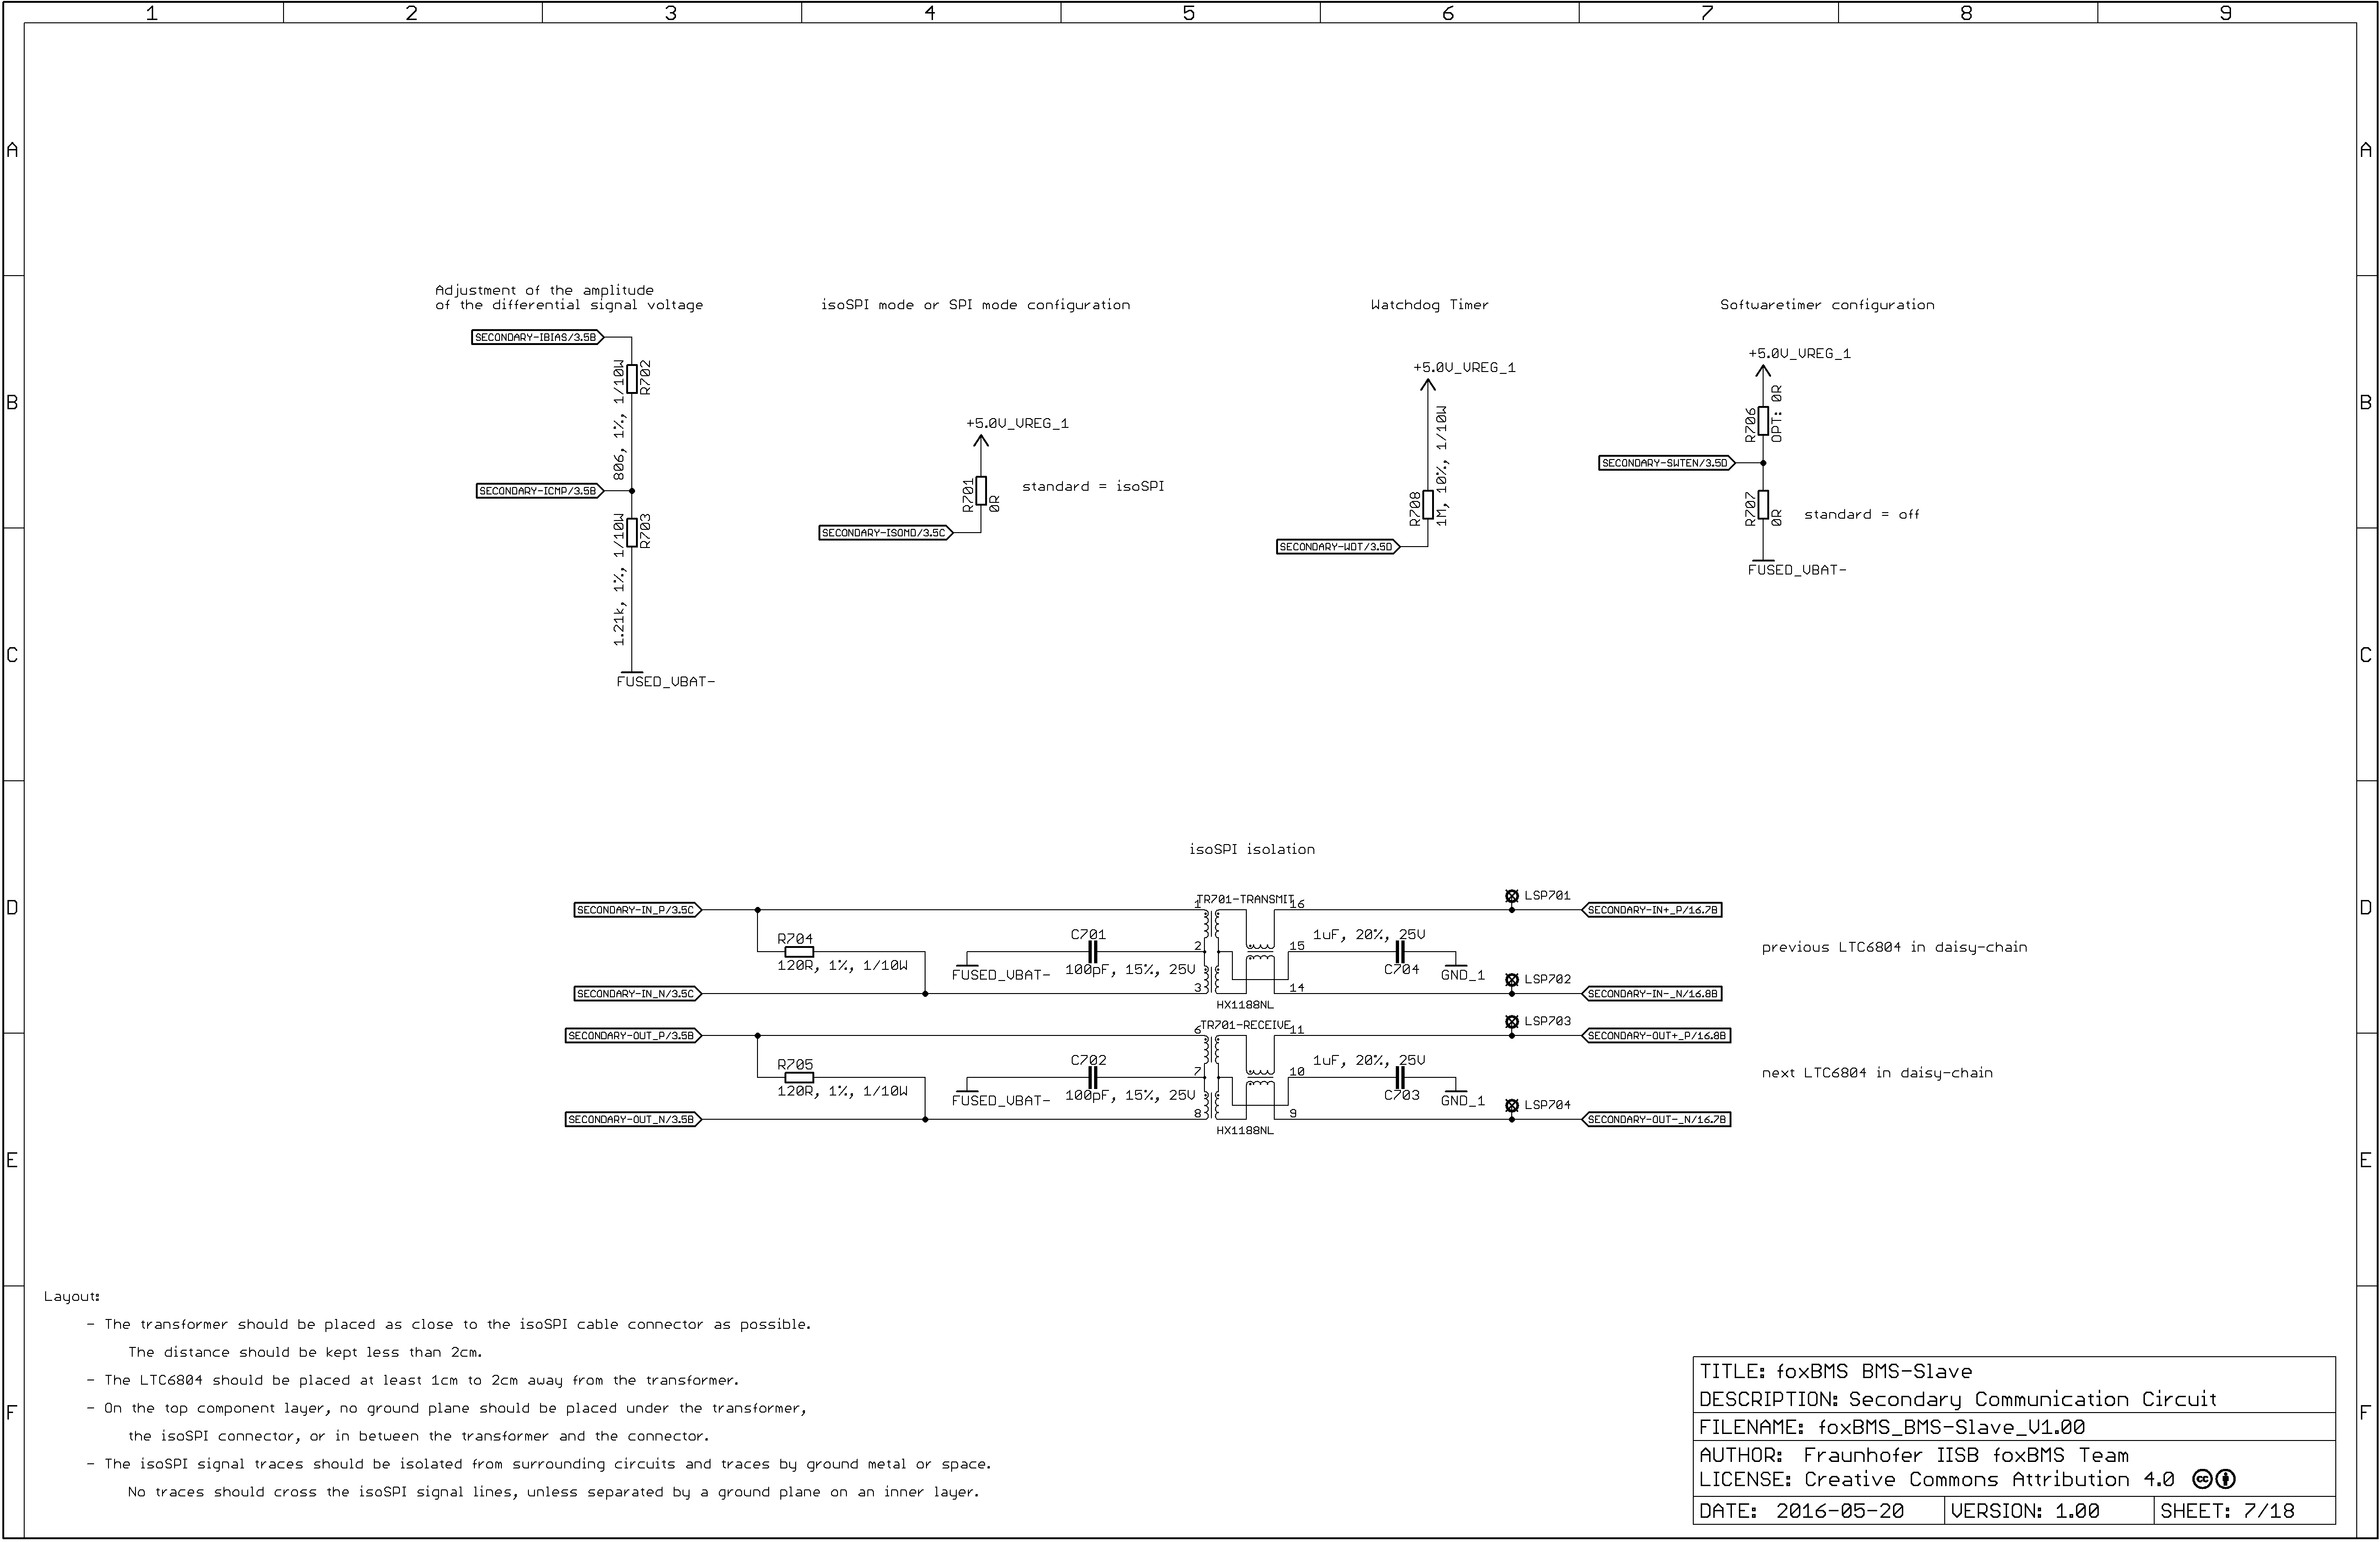 1 2 3 4 5 6 7 8 9
A A
B B
C C
D D
E E
F F
Adjustment of the amplitude
of the differential signal voltage
SECONDARY-IBIAS/3.5B
R702
806, 1%, 1/10W
SECONDARY-ICMP/3.5B
R703
1.21k, 1%, 1/10W
FUSED_VBAT-
isoSPI mode or SPI mode configuration
+5.0V_VREG_1
R701
0R
standard = isoSPI
SECONDARY-ISOMD/3.5C
Watchdog Timer
+5.0V_VREG_1
R708
1M, 10%, 1/10W
SECONDARY-WDT/3.5D
Softwaretimer configuration
+5.0V_VREG_1
R706
OPT: 0R
SECONDARY-SWTEN/3.5D
R707
0R
standard = off
FUSED_VBAT-
isoSPI isolation
SECONDARY-IN_P/3.5C
R704
120R, 1%, 1/10W
SECONDARY-IN_N/3.5C
FUSED_VBAT-
C701
100pF, 15%, 25V
TR701-TRANSMIT
1
2
3
16
15
14
HX1188NL
1uF, 20%, 25V
C704
GND_1
LSP701
LSP702
SECONDARY-IN+_P/16.7B
SECONDARY-IN-_N/16.8B
previous LTC6804 in daisy-chain
SECONDARY-OUT_P/3.5B
R705
120R, 1%, 1/10W
SECONDARY-OUT_N/3.5B
FUSED_VBAT-
C702
100pF, 15%, 25V
TR701-RECEIVE
6
7
8
11
10
9
HX1188NL
1uF, 20%, 25V
C703
GND_1
LSP703
LSP704
SECONDARY-OUT+_P/16.8B
SECONDARY-OUT-_N/16.7B
next LTC6804 in daisy-chain
Layout:
- The transformer should be placed as close to the isoSPI cable connector as possible.
The distance should be kept less than 2cm.
- The LTC6804 should be placed at least 1cm to 2cm away from the transformer.
- On the top component layer, no ground plane should be placed under the transformer,
the isoSPI connector, or in between the transformer and the connector.
- The isoSPI signal traces should be isolated from surrounding circuits and traces by ground metal or space.
No traces should cross the isoSPI signal lines, unless separated by a ground plane on an inner layer.
TITLE: foxBMS BMS-Slave
DESCRIPTION: Secondary Communication Circuit
FILENAME: foxBMS_BMS-Slave_V1.00
AUTHOR: Fraunhofer IISB foxBMS Team
LICENSE: Creative Commons Attribution 4.0 cc
DATE: 2016-05-20 VERSION: 1.00 SHEET: 7/18